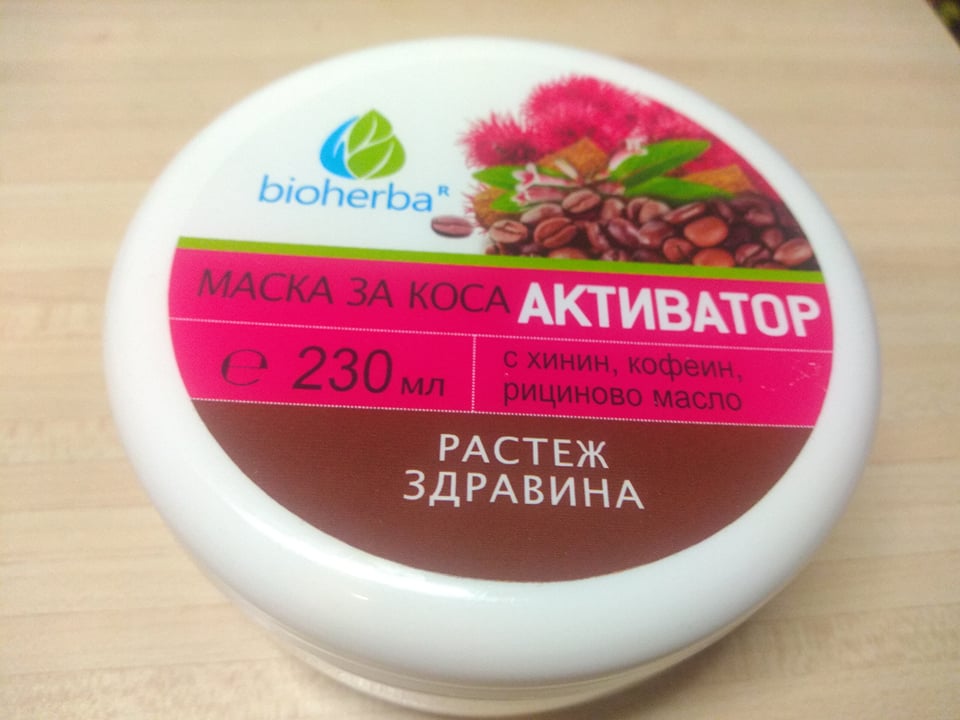 bioherba R
МАСКА ЗА КОСА АКТИВАТОР
℮ 230 мл
с хинин, кофеин,
рициново масло
РАСТЕЖ
ЗДРАВИНА